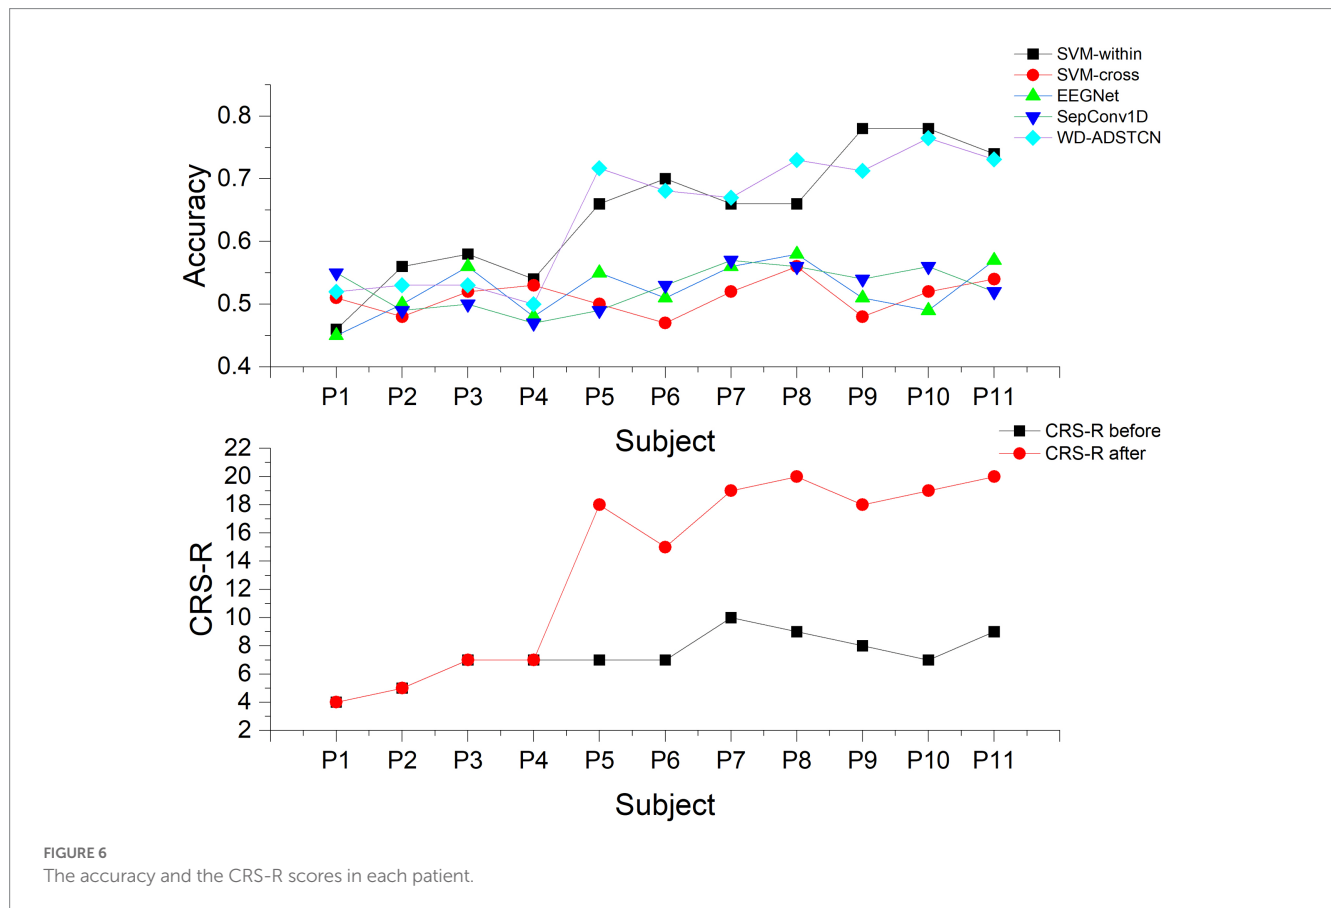 SVM-within
SVM-cross
EEGNet
SepConv1D
WD-ADSTCN
Accuracy
0.8
0.7
0.6
0.5
0.4
P1 P2 P3 P4 P5 P6 P7 P8 P9 P10 P11
Subject
CRS-R before
CRS-R after
CRS-R
22
20
18
16
14
12
10
8
6
4
2
P1 P2 P3 P4 P5 P6 P7 P8 P9 P10 P11
Subject
FIGURE 6
The accuracy and the CRS-R scores in each patient.